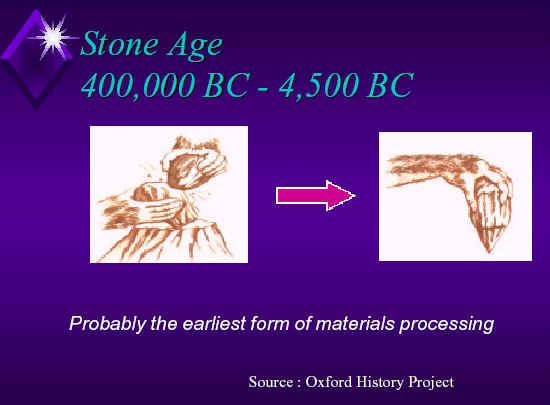 Stone Age
400,000 BC - 4,500 BC
Probably the earliest form of materials processing
Source : Oxford History Project